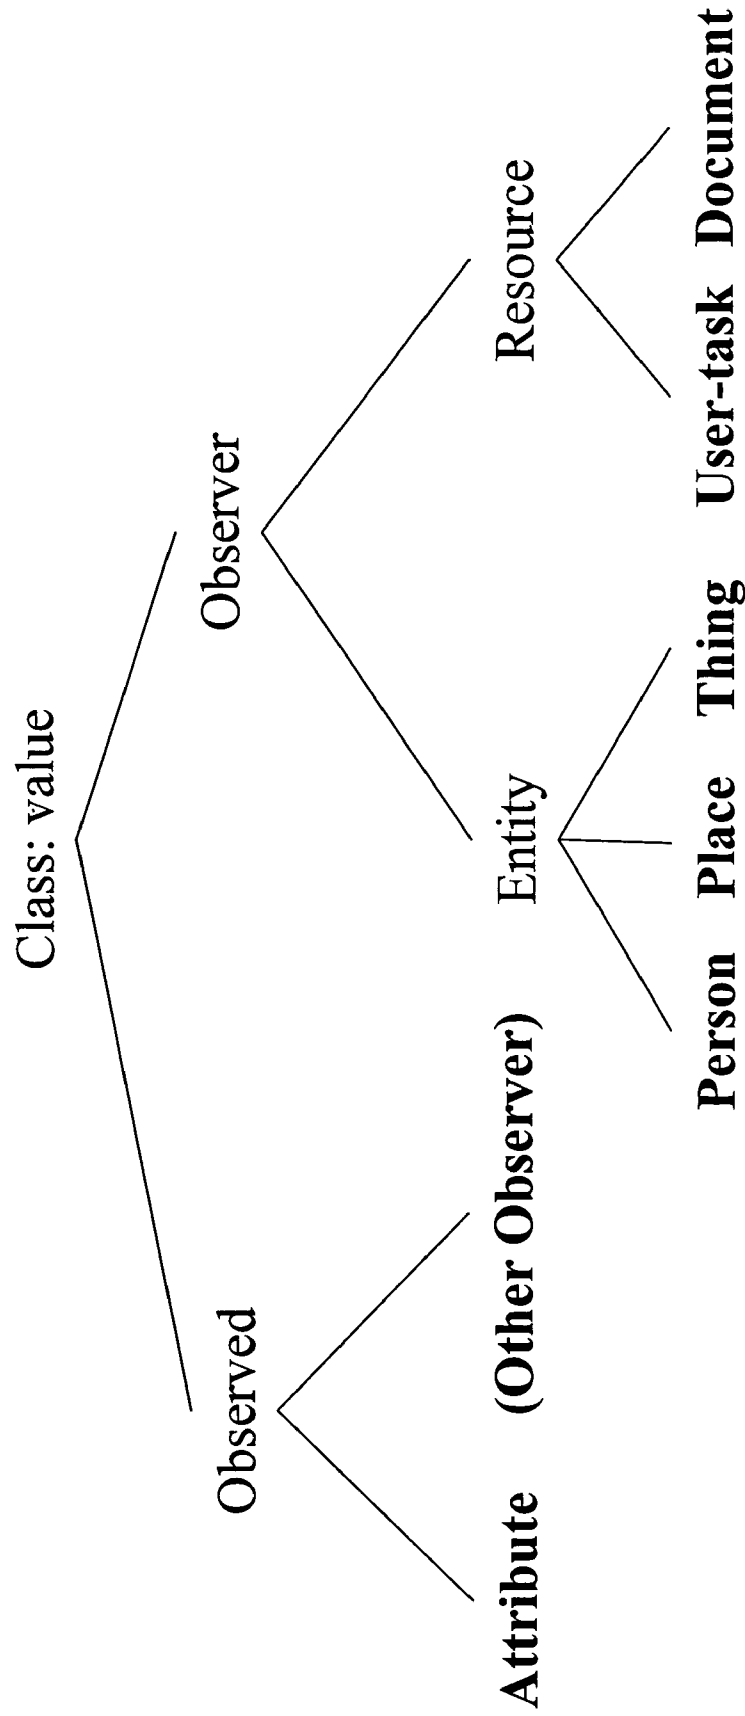 Class: value
Observed Observer
Attribute (Other Observer) Entity Resource
Person Place Thing User-task Document